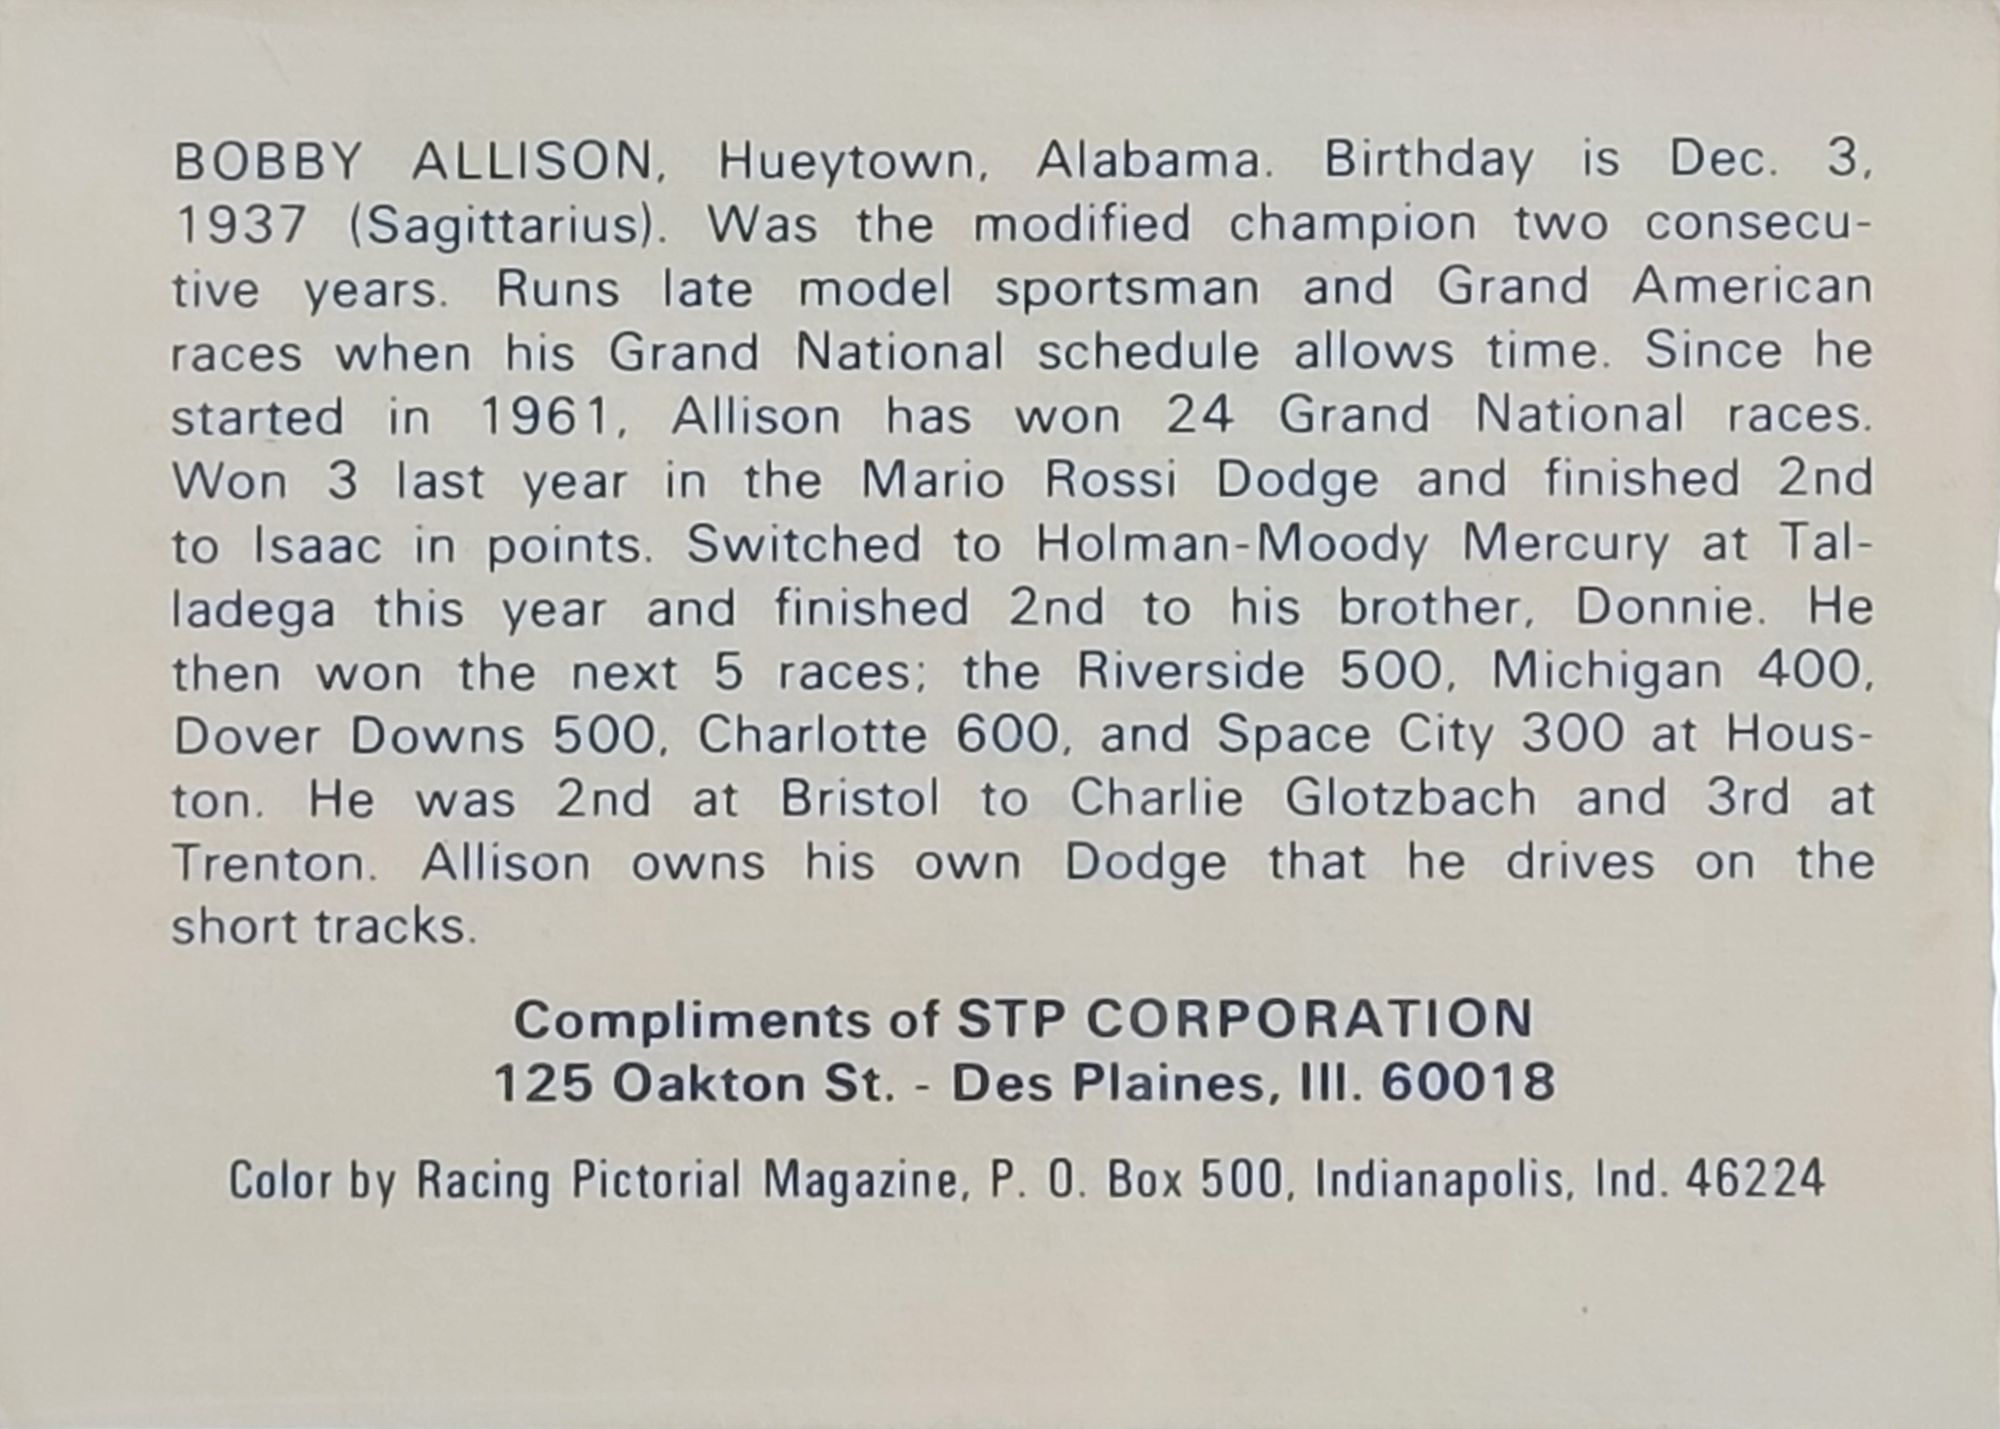 BOBBY ALLISON, Hueytown, Alabama. Birthday is Dec. 3,
1937 (Sagittarius). Was the modified champion two consecu-
tive years. Runs late model sportsman and Grand American
races when his Grand National schedule allows time. Since he
started in 1961, Allison has won 24 Grand National races.
Won 3 last year in the Mario Rossi Dodge and finished 2nd
to Isaac in points. Switched to Holman-Moody Mercury at Tal-
ladega this year and finished 2nd to his brother, Donnie. He
then won the next 5 races; the Riverside 500, Michigan 400,
Dover Downs 500, Charlotte 600, and Space City 300 at Hous-
ton. He was 2nd at Bristol to Charlie Glotzbach and 3rd at
Trenton. Allison owns his own Dodge that he drives on the
short tracks.
Compliments of STP CORPORATION
125 Oakton St. - Des Plaines, Ill. 60018
Color by Racing Pictorial Magazine, P. O. Box 500, Indianapolis, Ind. 46224